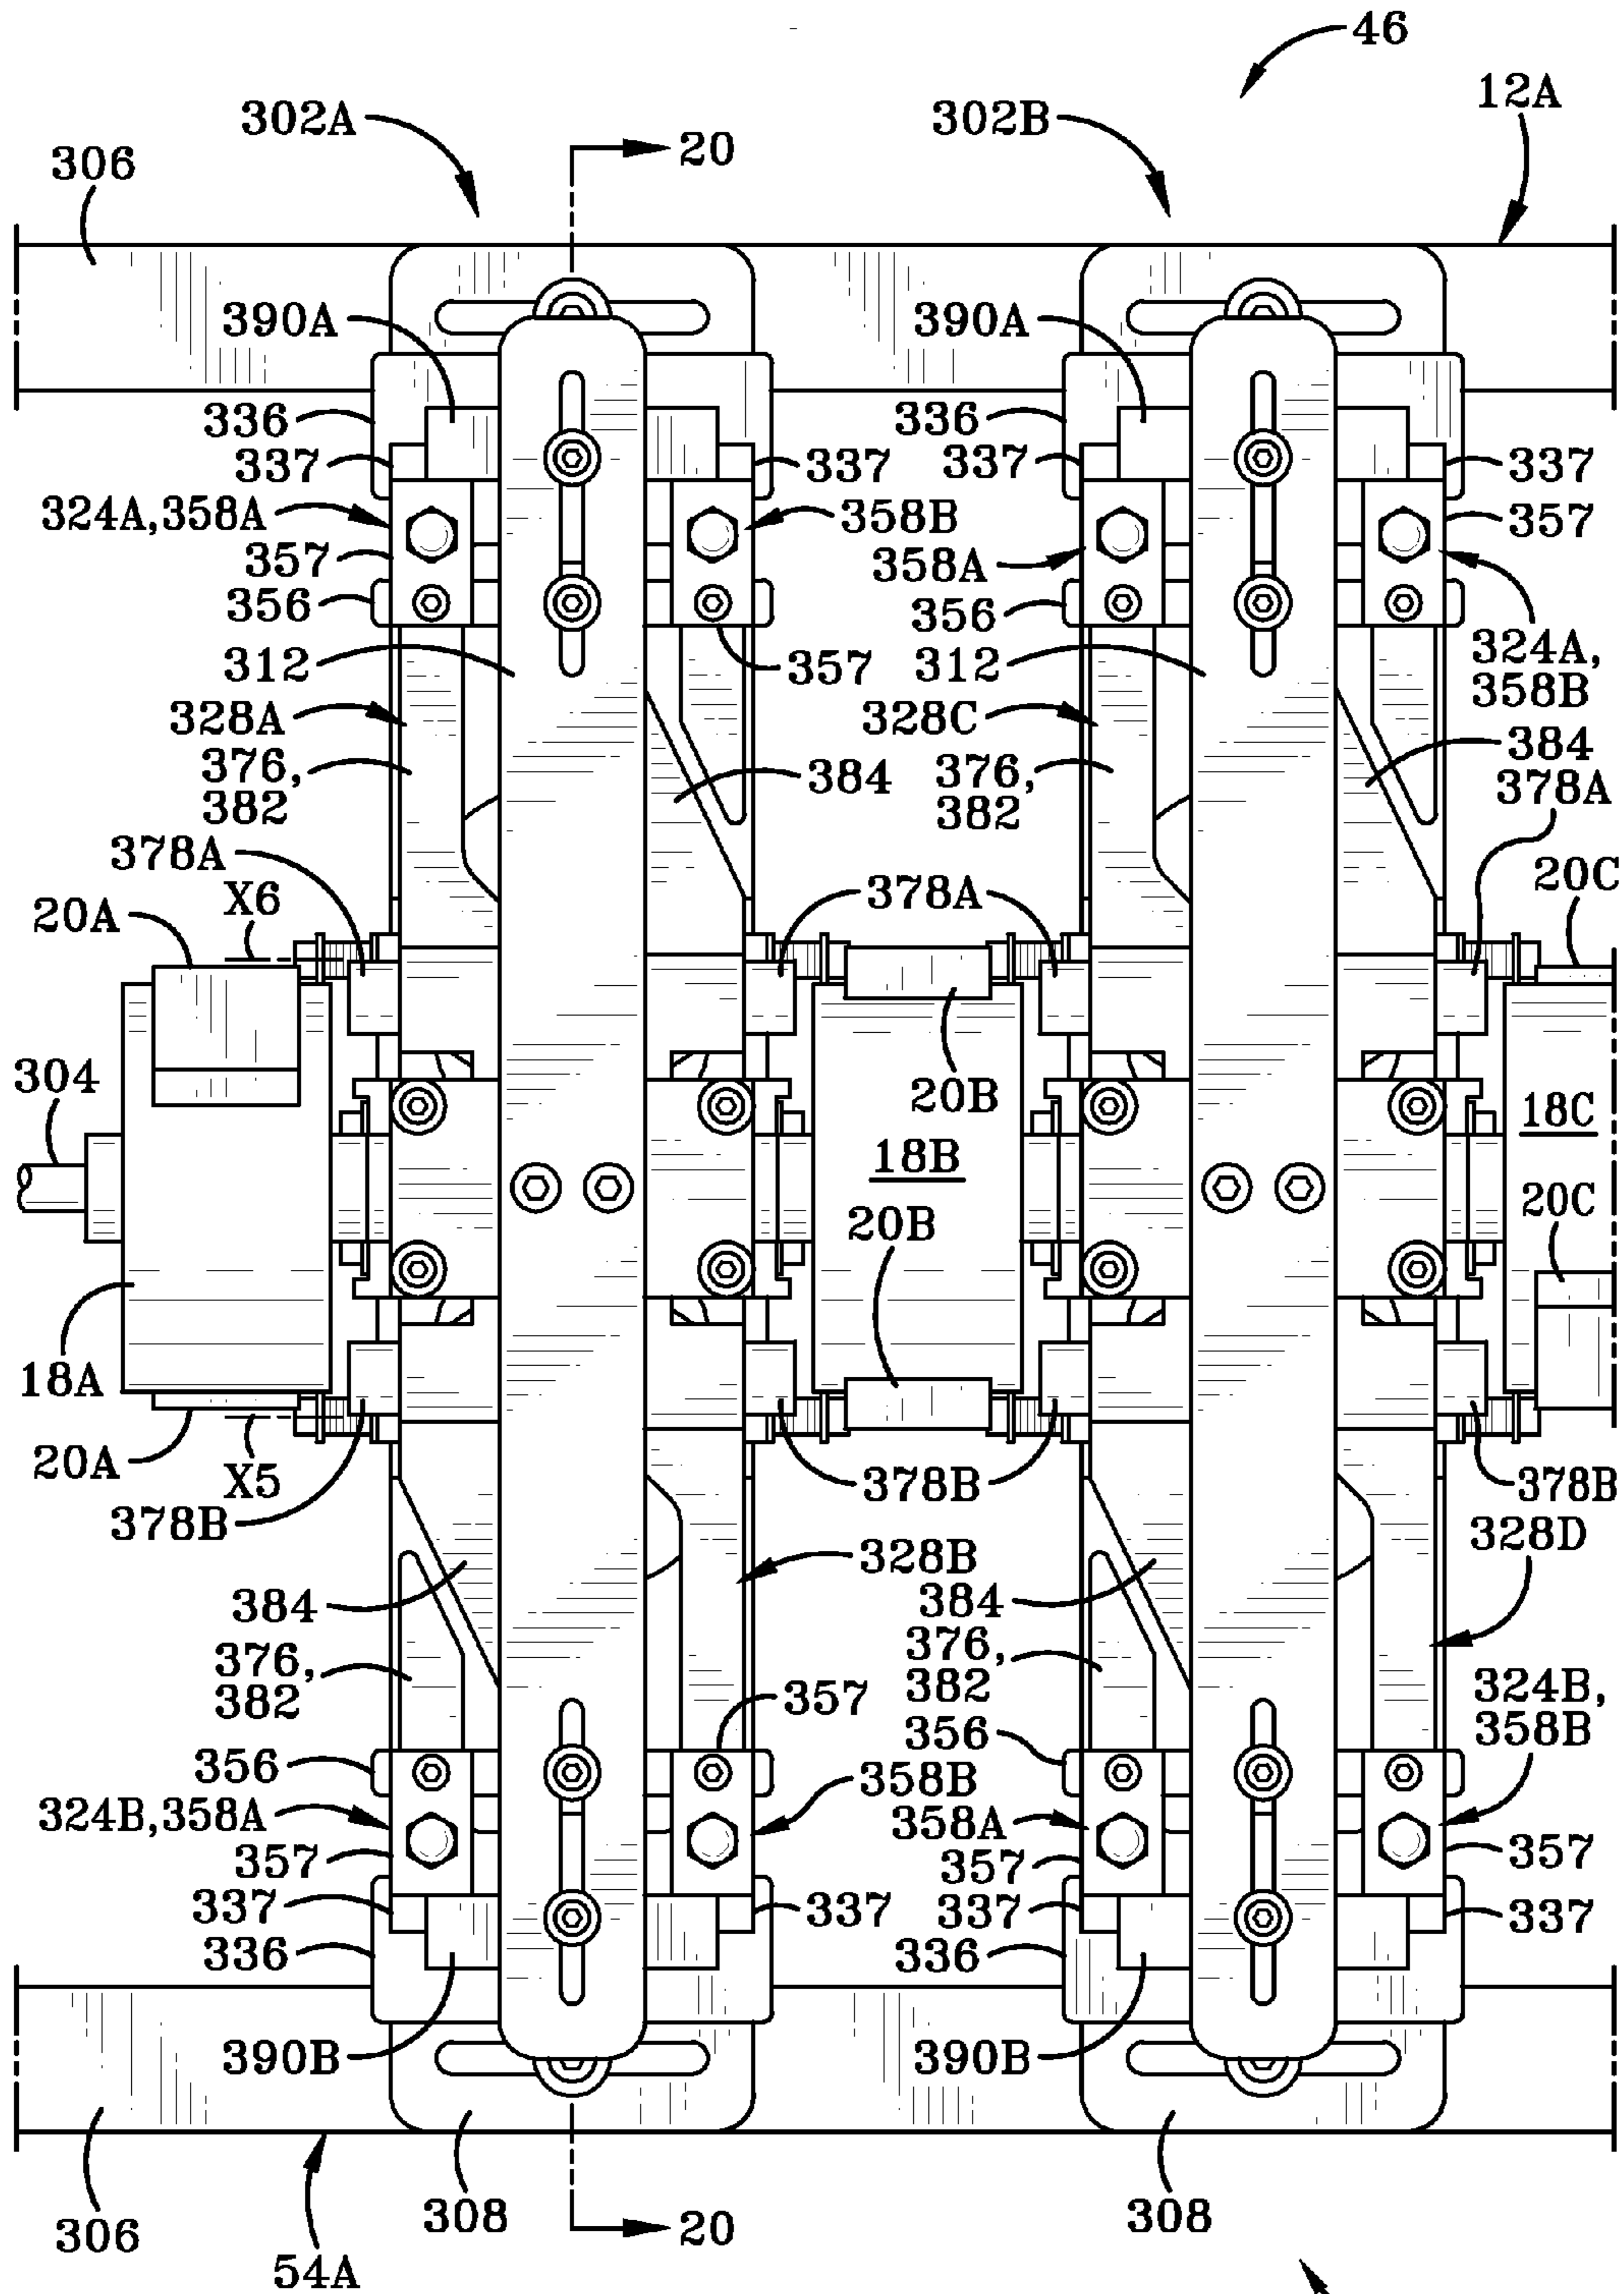 46
12A
302A
302B
20
306
390A
390A
336
336
337
337
337
337
324A,358A
358B
357
357
358A
356
356
324A,
358B
312
357
312
328A
328C
384
376,
382
384
376,
382
378A
378A
378A
20C
X6
20A
304
20B
18C
18B
20C
20B
18A
20A
X5
378B
378B
378B
328D
328B
384
384
376,
382
376,
382
357
324B,
358B
356
356
358B
324B,358A
358A
357
357
357
337
337
337
337
336
336
390B
390B
308
308
20
306
54A